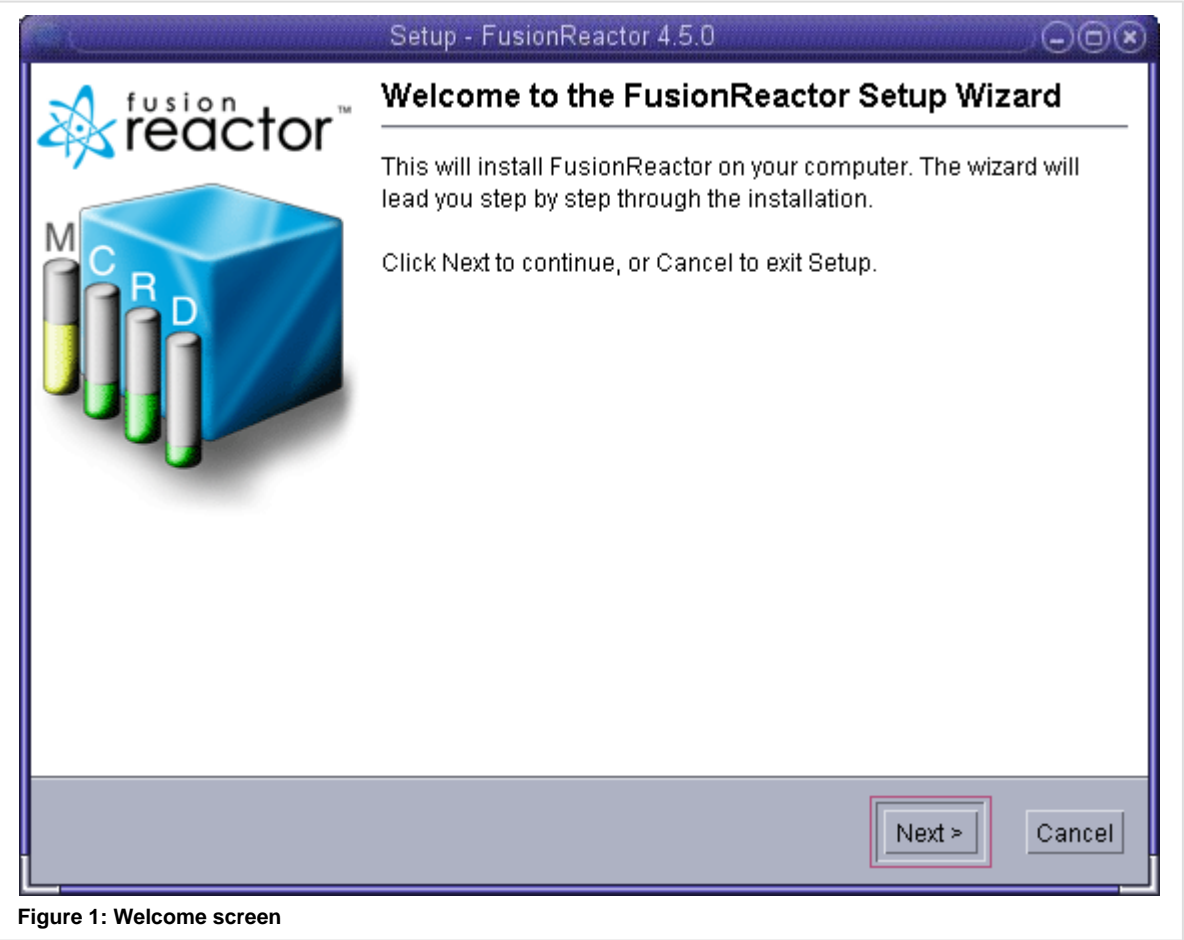 Setup - FusionReactor 4.5.0
fusion
reactor™
Welcome to the FusionReactor Setup Wizard
This will install FusionReactor on your computer. The wizard will
lead you step by step through the installation.
Click Next to continue, or Cancel to exit Setup.
M
C
R
D
Next >
Cancel
Figure 1: Welcome screen